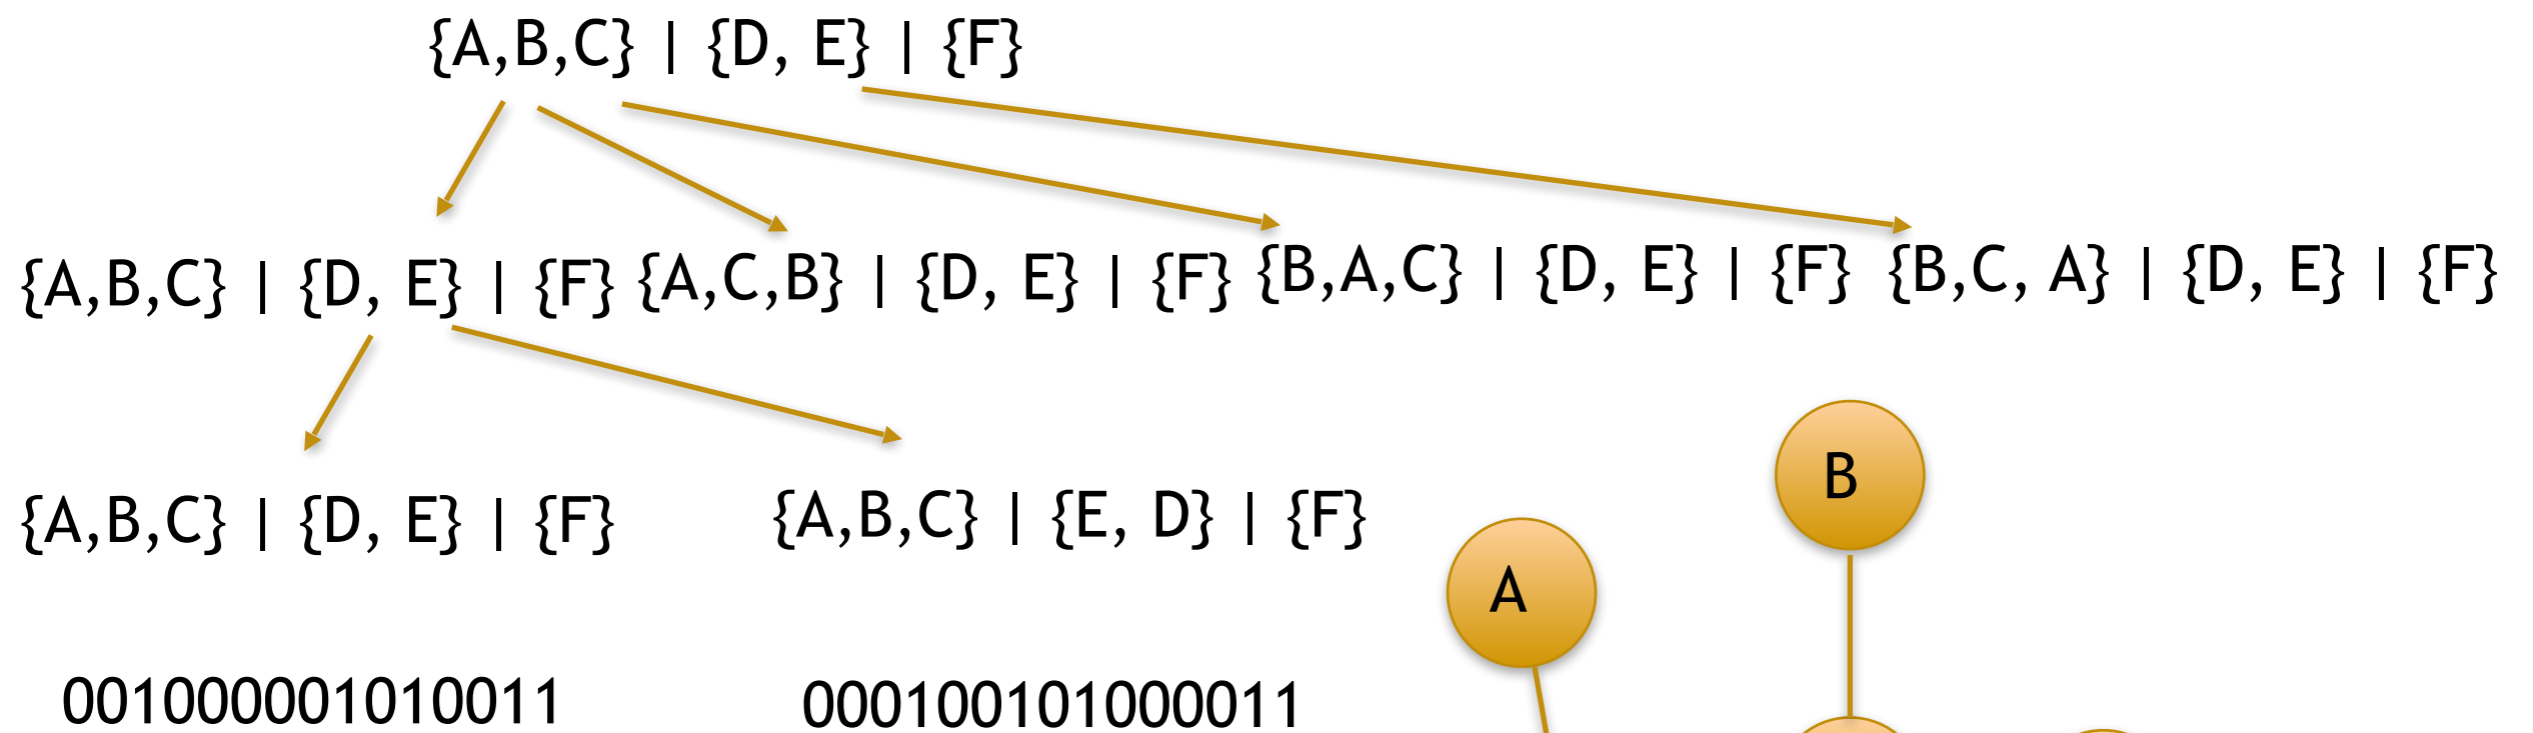 {A,B,C} | {D, E} | {F}
{A,B,C} | {D, E} | {F} {A,C,B} | {D, E} | {F} {B,A,C} | {D, E} | {F} {B,C, A} | {D, E} | {F}
{A,B,C} | {D, E} | {F}
{A,B,C} | {E, D} | {F}
B
A
001000001010011
000100101000011